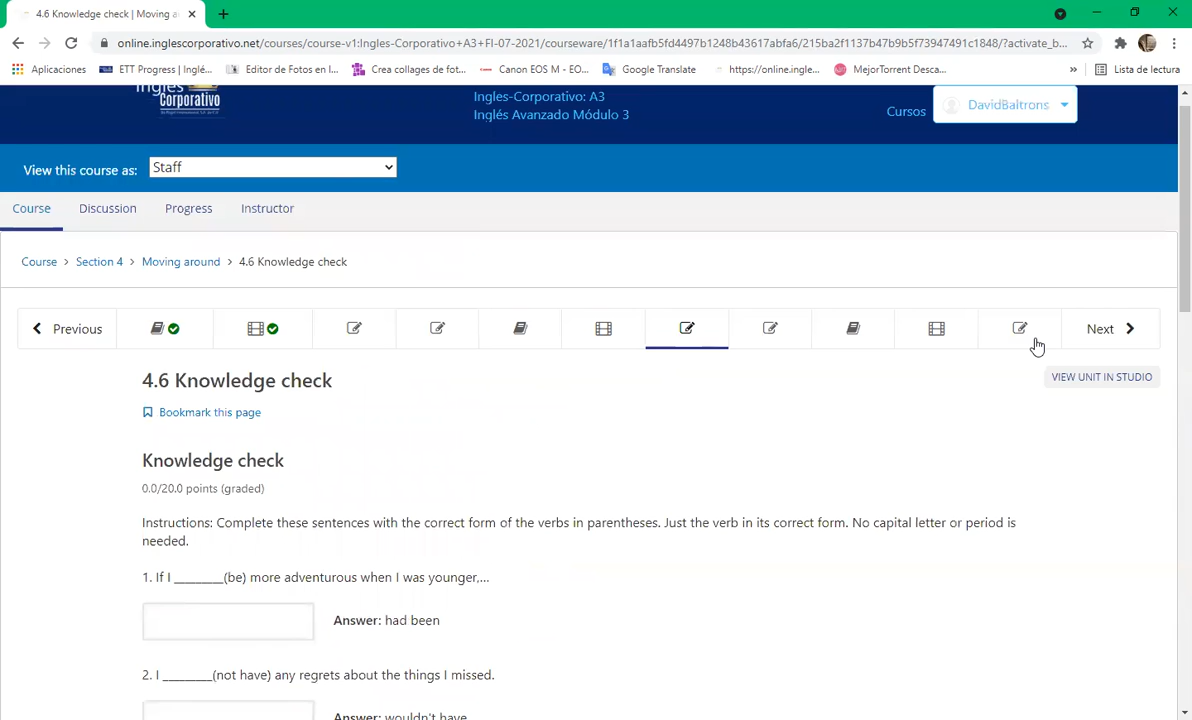 4.6 Knowledge check | Moving a
online.inglescorporativo.net/courses/course-v1:Ingles-Corporativo+A3+FI-07-2021/courseware/1f1a1aafb5fd4497b1248b43617abfa6/215ba2f1137b47b9b5f73947491c1848/?activate_b...
Aplicaciones ETT Progress | Inglé... Editor de Fotos en l... Crea collages de fot... Canon EOS M - EO... Google Translate https://online.ingle... MejorTorrent Desca... » Lista de lectura
Inglés
Corporativo
Ingles-Corporativo: A3
Inglés Avanzado Módulo 3
Cursos DavidBaltrons
View this course as: Staff
Course Discussion Progress Instructor
Course > Section 4 > Moving around > 4.6 Knowledge check
Previous Next
4.6 Knowledge check
VIEW UNIT IN STUDIO
Bookmark this page
Knowledge check
0.0/20.0 points (graded)
Instructions: Complete these sentences with the correct form of the verbs in parentheses. Just the verb in its correct form. No capital letter or period is
needed.
1. If I ________(be) more adventurous when I was younger,...
Answer: had been
2. I ________(not have) any regrets about the things I missed.
Answer: wouldn't have